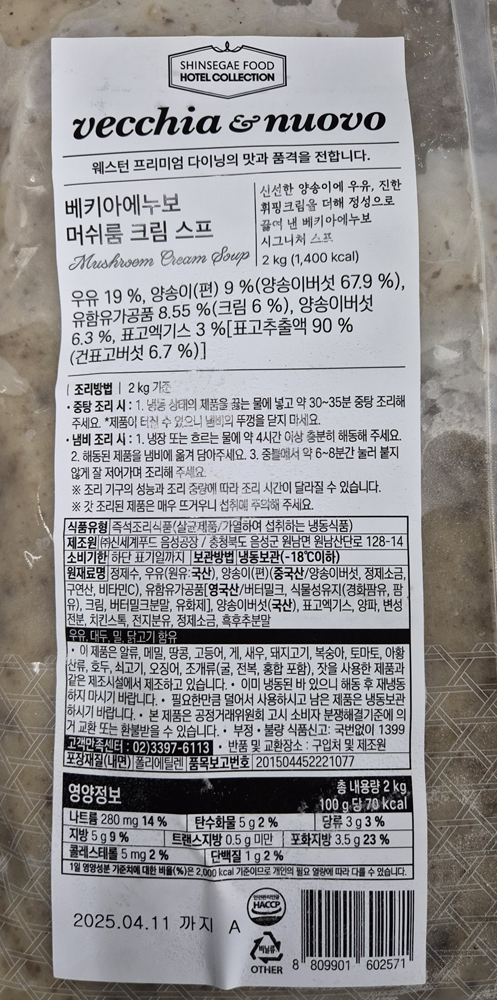 SHINSEGAE FOOD
HOTEL COLLECTION
vecchia & nuovo
웨스턴 프리미엄 다이닝의 맛과 품격을 전합니다.
베키아에누보
머쉬룸 크림 스프
Mushroom Cream Soup
신선한 양송이에 우유, 진한
휘핑크림을 더해 정성으로
끓여 낸 베키아에누보
시그니처 스프
2 kg (1,400 kcal)
우유 19 %, 양송이(편) 9 %(양송이버섯 67.9 %),
유함유가공품 8.55 %(크림 6 %), 양송이버섯
6.3 %, 표고엑기스 3 %[표고추출액 90 %
(건표고버섯 6.7 %)]
조리방법 | 2 kg 기준
• 중탕 조리 시 : 1. 냉동 상태의 제품을 끓는 물에 넣고 약 30~35분 중탕 조리해
주세요. *제품이 터질 수 있으니 냄비의 뚜껑을 닫지 마세요.
• 냄비 조리 시 : 1. 냉장 또는 흐르는 물에 약 4시간 이상 충분히 해동해 주세요.
2. 해동된 제품을 냄비에 옮겨 담아주세요. 3. 중불에서 약 6~8분간 눌러 붙지
않게 잘 저어가며 조리해 주세요.
※ 조리 기구의 성능과 조리 중량에 따라 조리 시간이 달라질 수 있습니다.
※ 갓 조리된 제품은 매우 뜨거우니 섭취에 주의해 주세요.
식품유형 즉석조리식품(살균제품/가열하여 섭취하는 냉동식품)
제조원 ㈜신세계푸드 음성공장 / 충청북도 음성군 원남면 원남산단로 128-14
소비기한 하단 표기일까지 보관방법 냉동보관(-18℃이하)
원재료명 정제수, 우유(원유:국산), 양송이(편)(중국산/양송이버섯, 정제소금,
구연산, 비타민C), 유함유가공품[영국산/버터밀크, 식물성유지(경화팜유, 팜
유), 크림, 버터밀크분말, 유화제], 양송이버섯(국산), 표고엑기스, 양파, 변성
전분, 치킨스톡, 전지분유, 정제소금, 흑후추분말
우유, 대두, 밀, 닭고기 함유
• 이 제품은 알류, 메밀, 땅콩, 고등어, 게, 새우, 돼지고기, 복숭아, 토마토, 아황
산류, 호두, 쇠고기, 오징어, 조개류(굴, 전복, 홍합 포함), 잣을 사용한 제품과
같은 제조시설에서 제조하고 있습니다. • 이미 냉동된 바 있으니 해동 후 재냉동
하지 마시기 바랍니다. • 필요한만큼 덜어서 사용하시고 남은 제품은 냉동보관
하시기 바랍니다. • 본 제품은 공정거래위원회 고시 소비자 분쟁해결기준에 의
거 교환 또는 환불받을 수 있습니다. • 부정·불량 식품신고: 국번없이 1399
고객만족센터 : 02)3397-6113 • 반품 및 교환장소 : 구입처 및 제조원
포장재질(내면) 폴리에틸렌 품목보고번호 201504452221077
영양정보
총 내용량 2 kg
100 g 당 70 kcal
나트륨 280 mg 14 % 탄수화물 5 g 2 % 당류 3 g 3 %
지방 5 g 9 % 트랜스지방 0.5 g 미만 포화지방 3.5 g 23 %
콜레스테롤 5 mg 2 % 단백질 1 g 2 %
1일 영양성분 기준치에 대한 비율(%)은 2,000 kcal 기준이므로 개인의 필요 열량에 따라 다를 수 있습니다.
2025.04.11 까지 A
HACCP
비닐류
OTHER
8 809901 602571